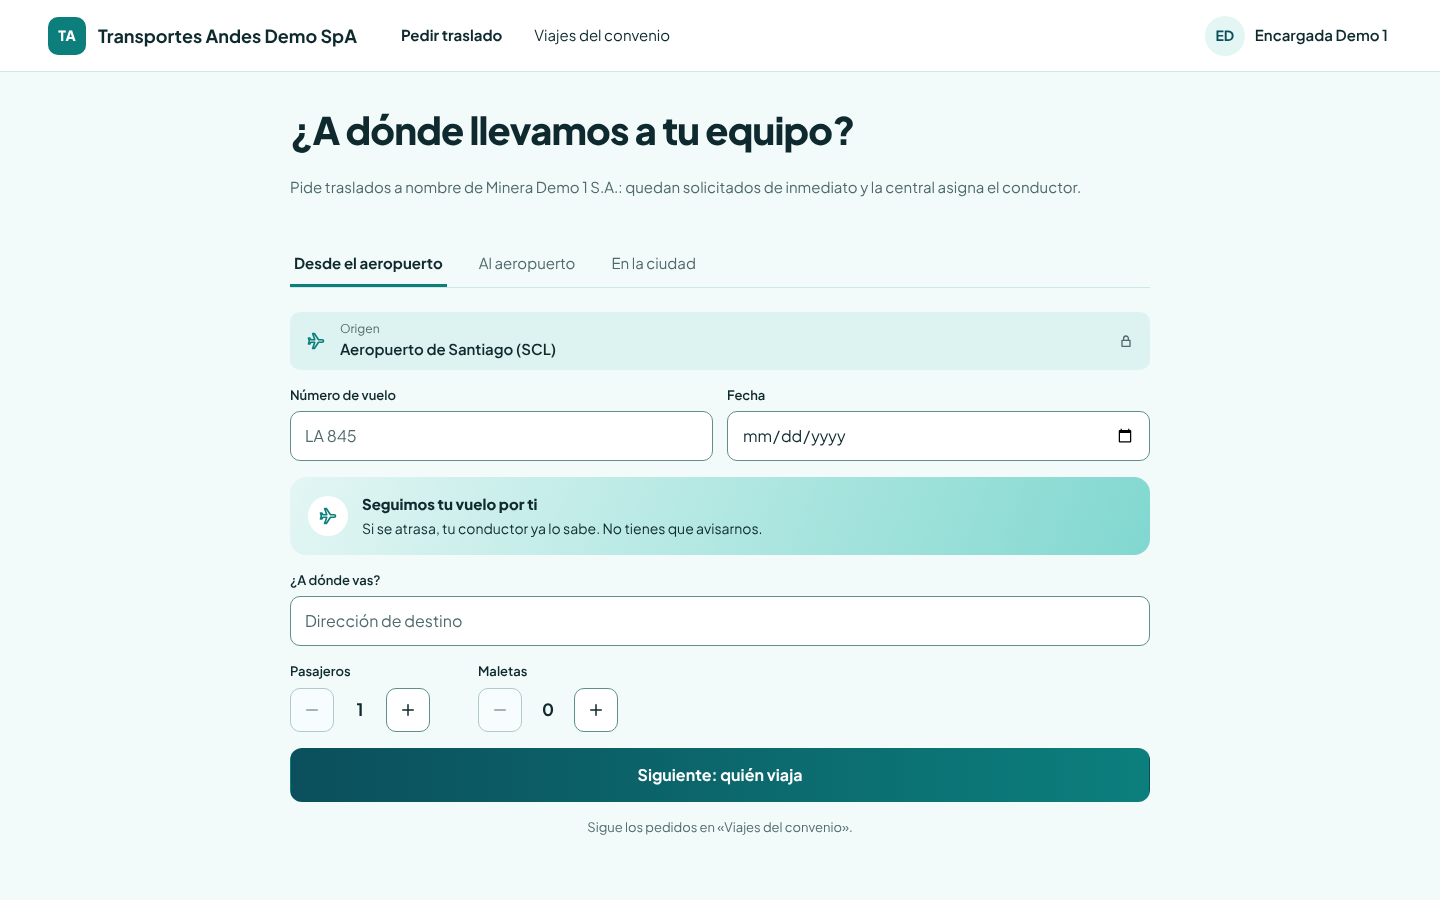 TA
Transportes Andes Demo SpA
Pedir traslado
Viajes del convenio
ED
Encargada Demo 1
¿A dónde llevamos a tu equipo?
Pide traslados a nombre de Minera Demo 1 S.A.: quedan solicitados de inmediato y la central asigna el conductor.
Desde el aeropuerto
Al aeropuerto
En la ciudad
Origen
Aeropuerto de Santiago (SCL)
Número de vuelo
Fecha
LA 845
mm/dd/yyyy
Seguimos tu vuelo por ti
Si se atrasa, tu conductor ya lo sabe. No tienes que avisarnos.
¿A dónde vas?
Dirección de destino
Pasajeros
Maletas
− 1 +
− 0 +
Siguiente: quién viaja
Sigue los pedidos en «Viajes del convenio».